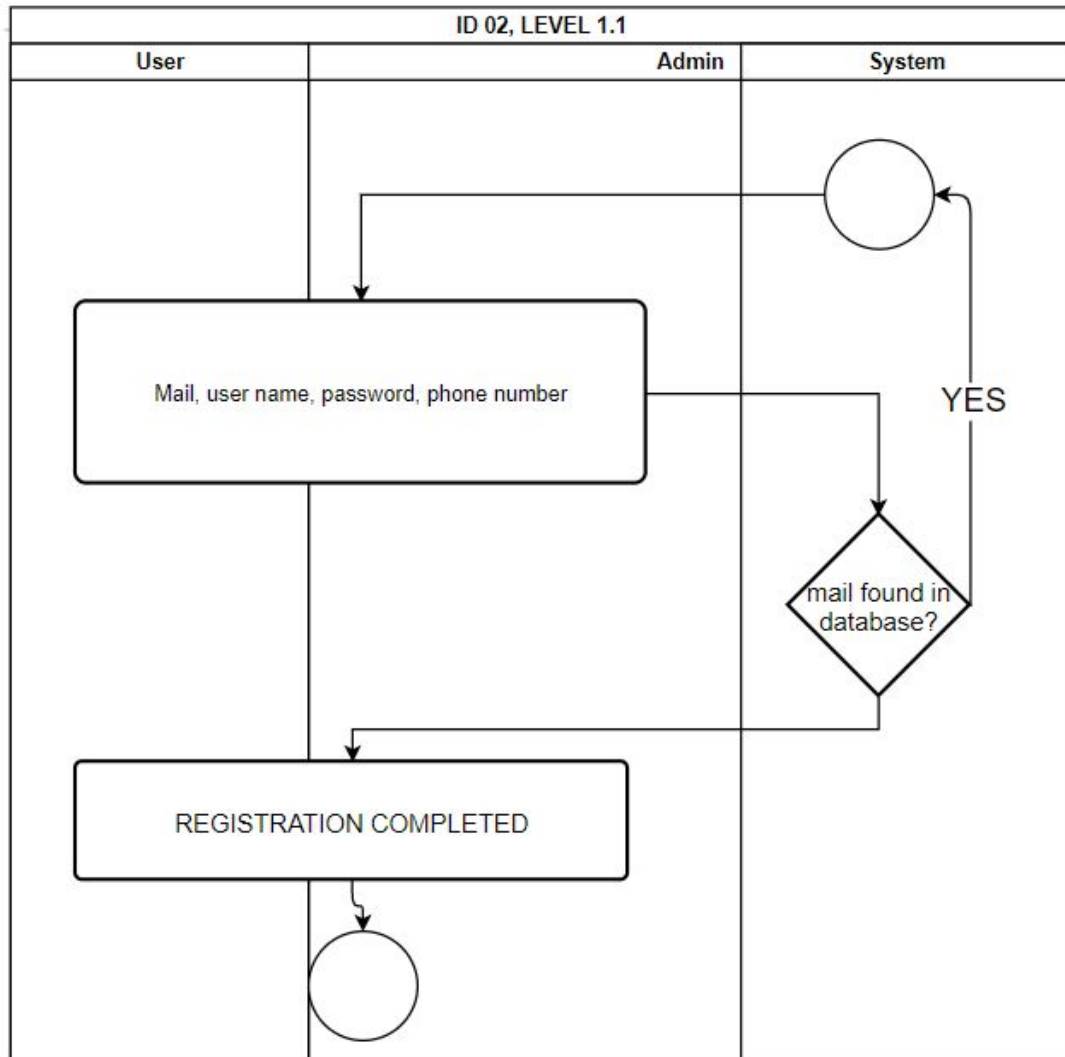 ID 02, LEVEL 1.1
User
Admin
System
Mail, user name, password, phone number
YES
mail found in
database?
REGISTRATION COMPLETED